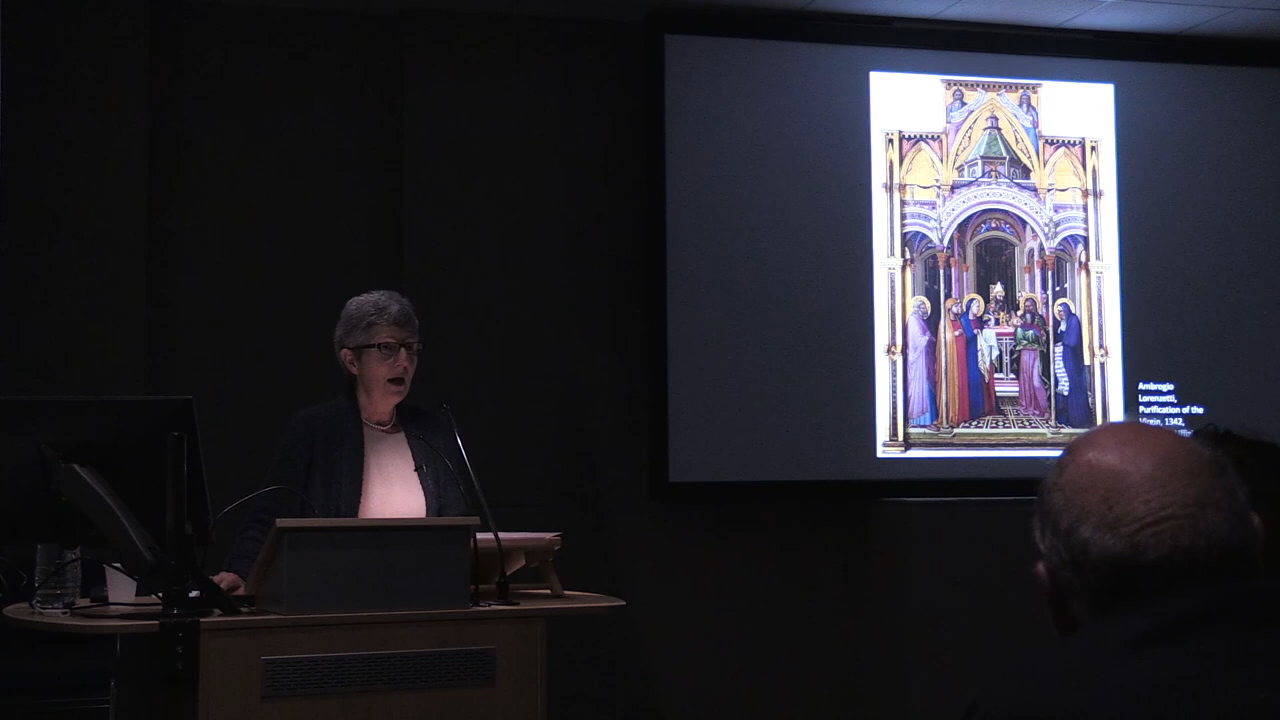 Ambrogio
Lorenzetti,
Purification of the
Virgin, 1342,